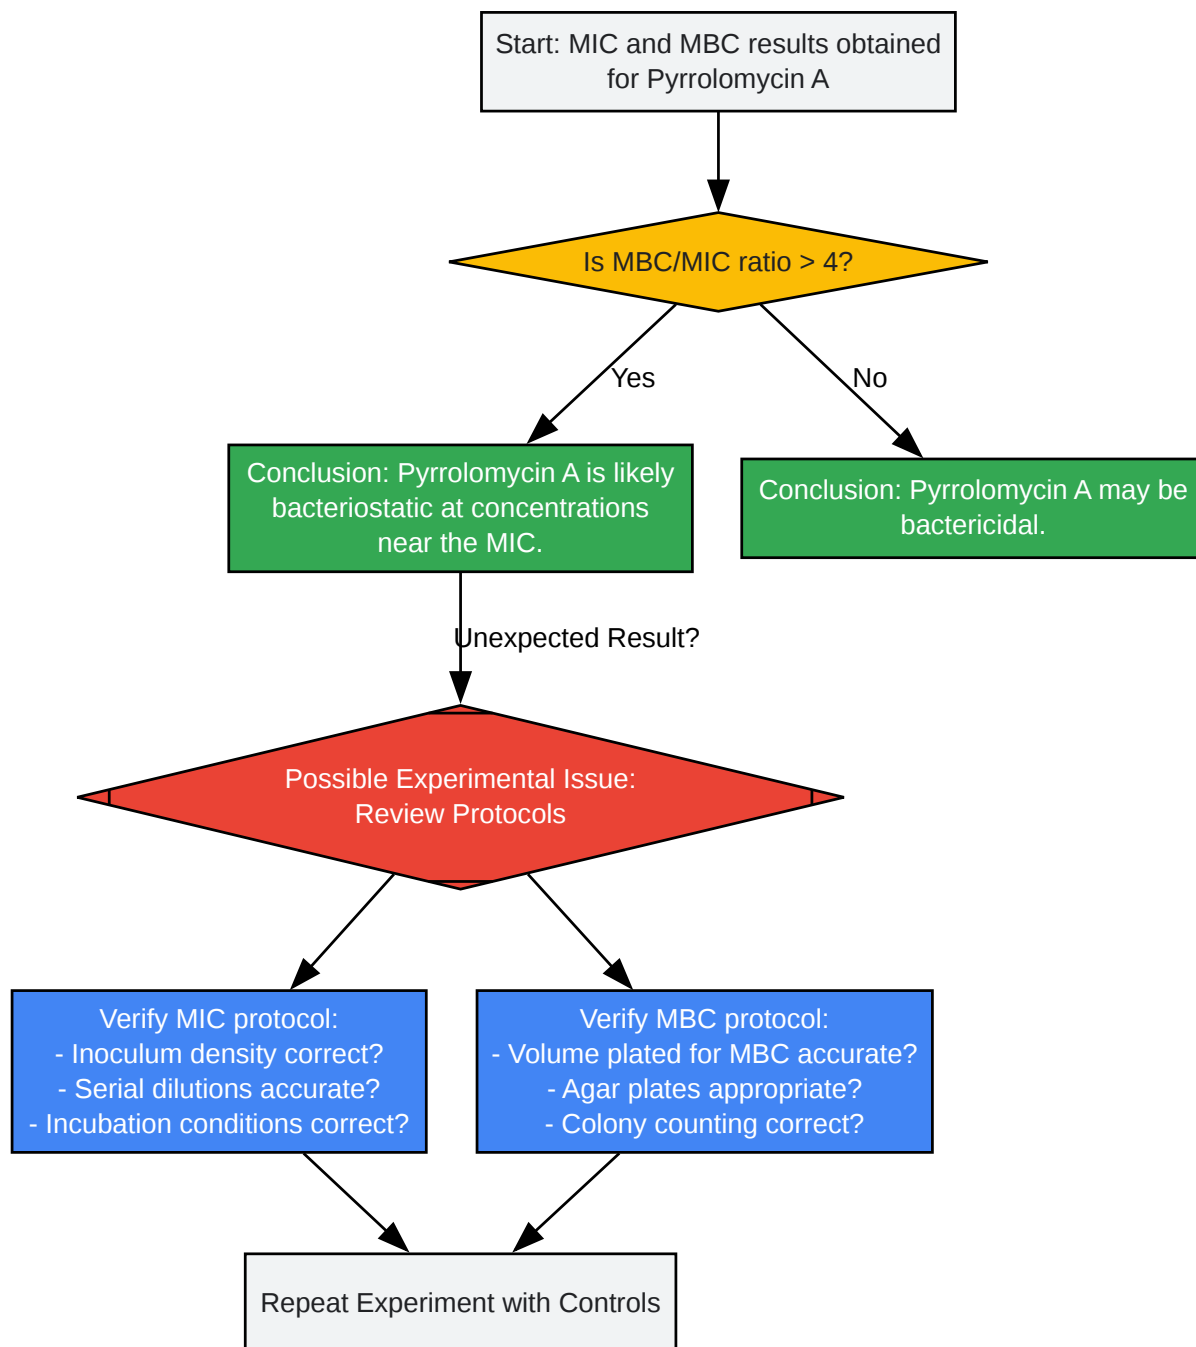 Start: MIC and MBC results obtained
for Pyrrolomycin A
Is MBC/MIC ratio > 4?
Yes
No
Conclusion: Pyrrolomycin A is likely
bacteriostatic at concentrations
near the MIC.
Conclusion: Pyrrolomycin A may be
bactericidal.
Unexpected Result?
Possible Experimental Issue:
Review Protocols
Verify MIC protocol:
- Inoculum density correct?
- Serial dilutions accurate?
- Incubation conditions correct?
Verify MBC protocol:
- Volume plated for MBC accurate?
- Agar plates appropriate?
- Colony counting correct?
Repeat Experiment with Controls